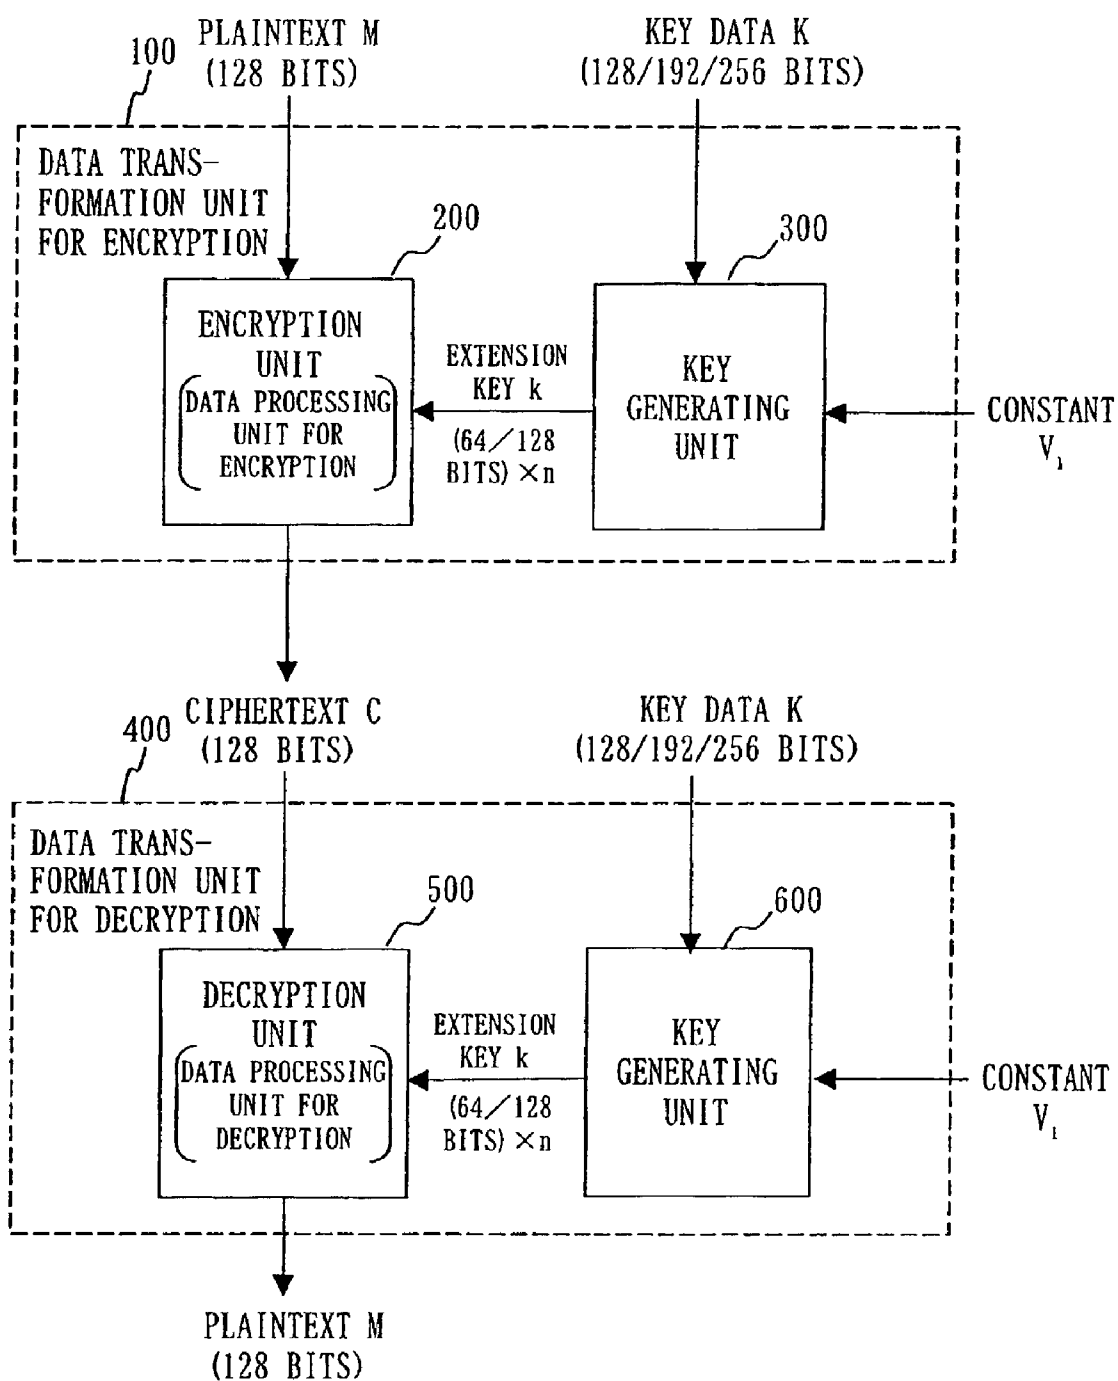 PLAINTEXT M
(128 BITS)
KEY DATA K
(128/192/256 BITS)
100
DATA TRANS-
FORMATION UNIT
FOR ENCRYPTION
200
300
ENCRYPTION
UNIT
DATA PROCESSING
UNIT FOR
ENCRYPTION
EXTENSION
KEY k
(64/128
BITS)×n
KEY
GENERATING
UNIT
CONSTANT
Vi
CIPHERTEXT C
(128 BITS)
KEY DATA K
(128/192/256 BITS)
400
DATA TRANS-
FORMATION UNIT
FOR DECRYPTION
500
600
DECRYPTION
UNIT
DATA PROCESSING
UNIT FOR
DECRYPTION
EXTENSION
KEY k
(64/128
BITS)×n
KEY
GENERATING
UNIT
CONSTANT
Vi
PLAINTEXT M
(128 BITS)